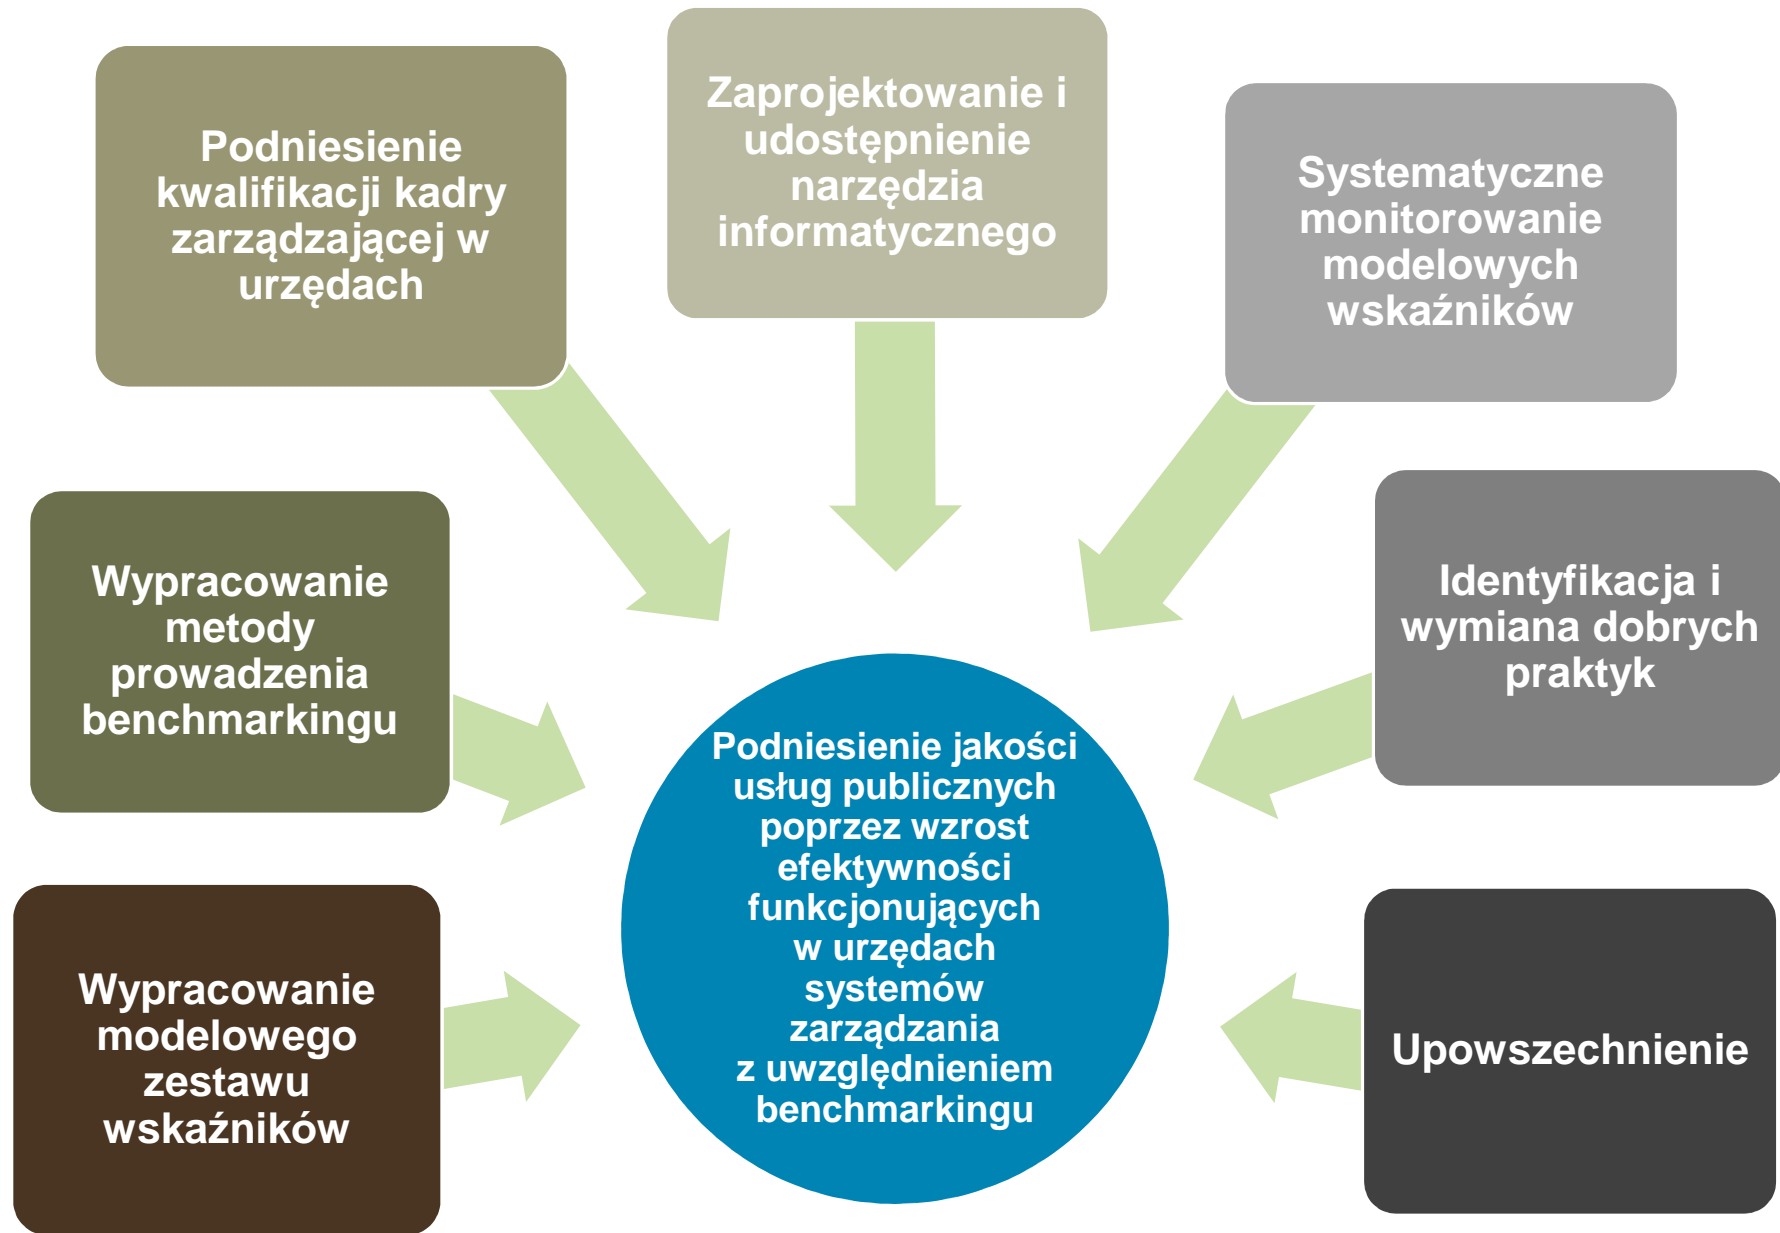 Zaprojektowanie i
udostępnienie
narzędzia
informatycznego
Podniesienie
kwalifikacji kadry
zarządzającej w
urzędach
Systematyczne
monitorowanie
modelowych
wskaźników
Wypracowanie
metody
prowadzenia
benchmarkingu
Identyfikacja i
wymiana dobrych
praktyk
Podniesienie jakości
usług publicznych
poprzez wzrost
efektywności
funkcjonujących
w urzędach
systemów
zarządzania
z uwzględnieniem
benchmarkingu
Wypracowanie
modelowego
zestawu
wskaźników
Upowszechnienie